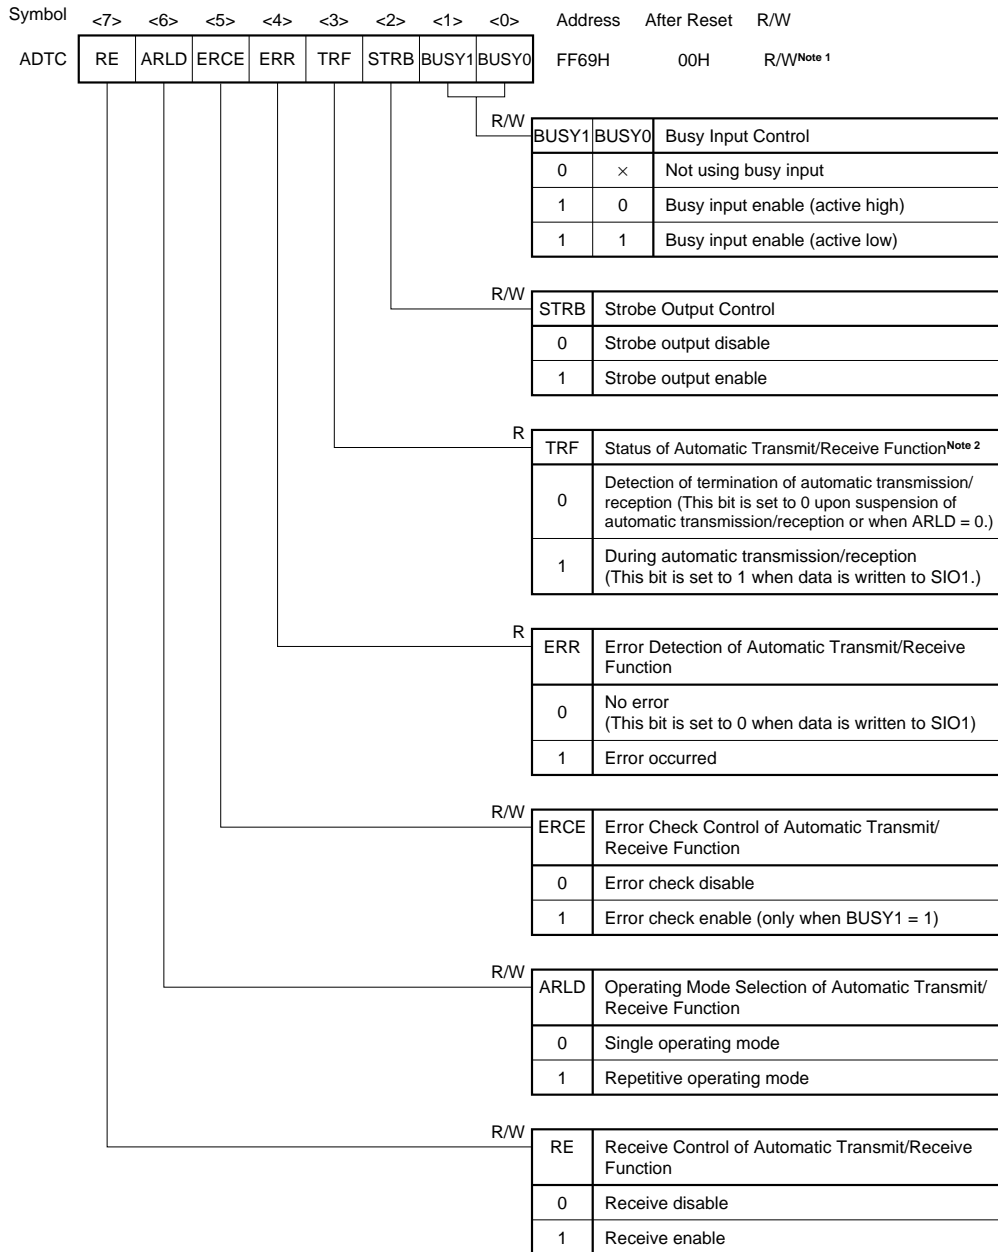 Symbol <7> <6> <5> <4> <3> <2> <1> <0> Address After Reset R/W
ADTC RE ARLD ERCE ERR TRF STRB BUSY1 BUSY0 FF69H 00H R/WNote 1
R/W
BUSY1 BUSY0 Busy Input Control
0 × Not using busy input
1 0 Busy input enable (active high)
1 1 Busy input enable (active low)
R/W
STRB Strobe Output Control
0 Strobe output disable
1 Strobe output enable
R
TRF Status of Automatic Transmit/Receive FunctionNote 2
0 Detection of termination of automatic transmission/
reception (This bit is set to 0 upon suspension of
automatic transmission/reception or when ARLD = 0.)
1 During automatic transmission/reception
(This bit is set to 1 when data is written to SIO1.)
R
ERR Error Detection of Automatic Transmit/Receive
Function
0 No error
(This bit is set to 0 when data is written to SIO1)
1 Error occurred
R/W
ERCE Error Check Control of Automatic Transmit/
Receive Function
0 Error check disable
1 Error check enable (only when BUSY1 = 1)
R/W
ARLD Operating Mode Selection of Automatic Transmit/
Receive Function
0 Single operating mode
1 Repetitive operating mode
R/W
RE Receive Control of Automatic Transmit/Receive
Function
0 Receive disable
1 Receive enable